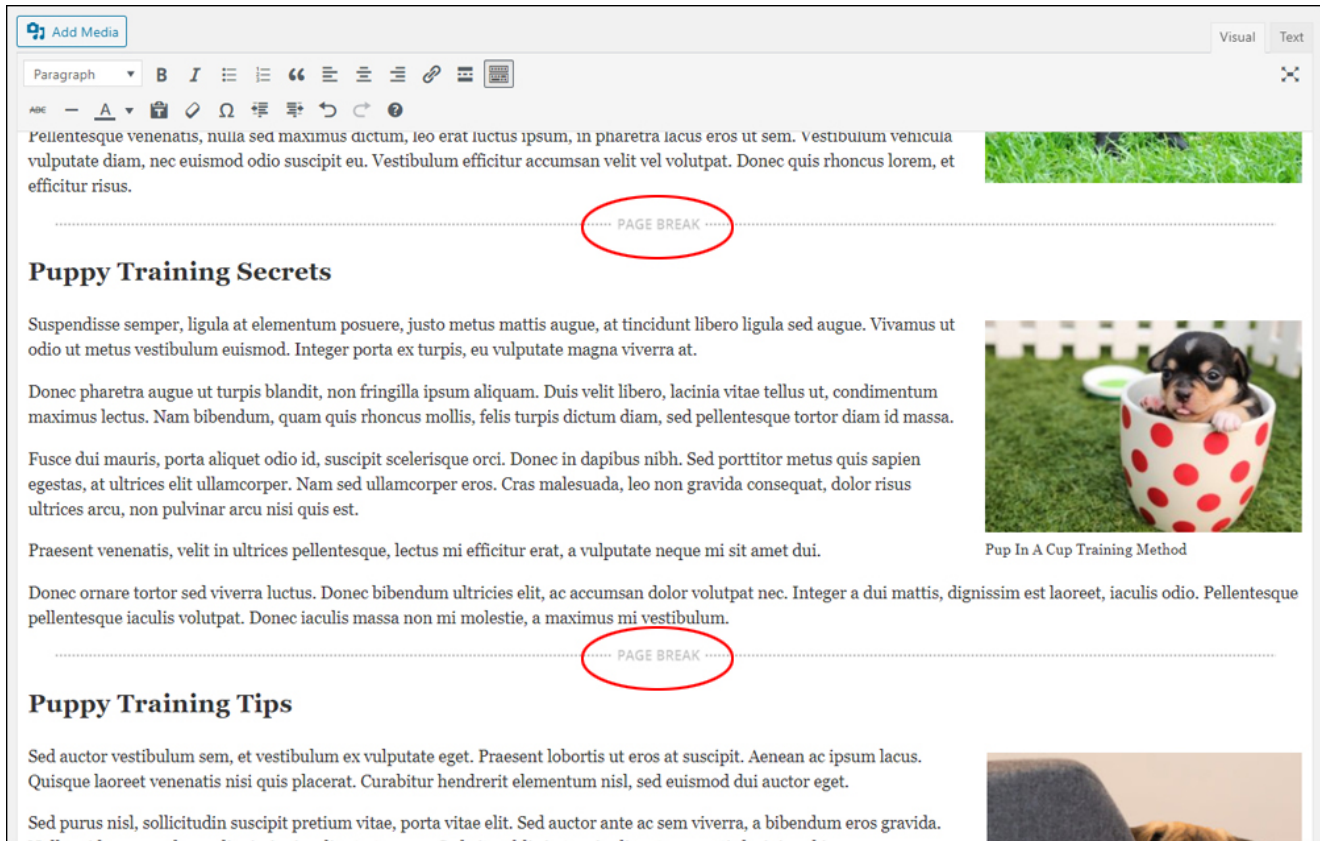 Add Media
Visual Text
Paragraph B I
ABC A Ω
Pellentesque venenatis, nulla sed maximus dictum, leo erat luctus ipsum, in pharetra lacus eros ut sem. Vestibulum vehicula
vulputate diam, nec euismod odio suscipit eu. Vestibulum efficitur accumsan velit vel volutpat. Donec quis rhoncus lorem, et
efficitur risus.
PAGE BREAK
Puppy Training Secrets
Suspendisse semper, ligula at elementum posuere, justo metus mattis augue, at tincidunt libero ligula sed augue. Vivamus ut
odio ut metus vestibulum euismod. Integer porta ex turpis, eu vulputate magna viverra at.
Donec pharetra augue ut turpis blandit, non fringilla ipsum aliquam. Duis velit libero, lacinia vitae tellus ut, condimentum
maximus lectus. Nam bibendum, quam quis rhoncus mollis, felis turpis dictum diam, sed pellentesque tortor diam id massa.
Fusce dui mauris, porta aliquet odio id, suscipit scelerisque orci. Donec in dapibus nibh. Sed porttitor metus quis sapien
egestas, at ultrices elit ullamcorper. Nam sed ullamcorper eros. Cras malesuada, leo non gravida consequat, dolor risus
ultrices arcu, non pulvinar arcu nisi quis est.
Praesent venenatis, velit in ultrices pellentesque, lectus mi efficitur erat, a vulputate neque mi sit amet dui.
Pup In A Cup Training Method
Donec ornare tortor sed viverra luctus. Donec bibendum ultricies elit, ac accumsan dolor volutpat nec. Integer a dui mattis, dignissim est laoreet, iaculis odio. Pellentesque
pellentesque iaculis volutpat. Donec iaculis massa non mi molestie, a maximus mi vestibulum.
PAGE BREAK
Puppy Training Tips
Sed auctor vestibulum sem, et vestibulum ex vulputate eget. Praesent lobortis ut eros at suscipit. Aenean ac ipsum lacus.
Quisque laoreet venenatis nisi quis placerat. Curabitur hendrerit elementum nisl, sed euismod dui auctor eget.
Sed purus nisl, sollicitudin suscipit pretium vitae, porta vitae elit. Sed auctor ante ac sem viverra, a bibendum eros gravida.